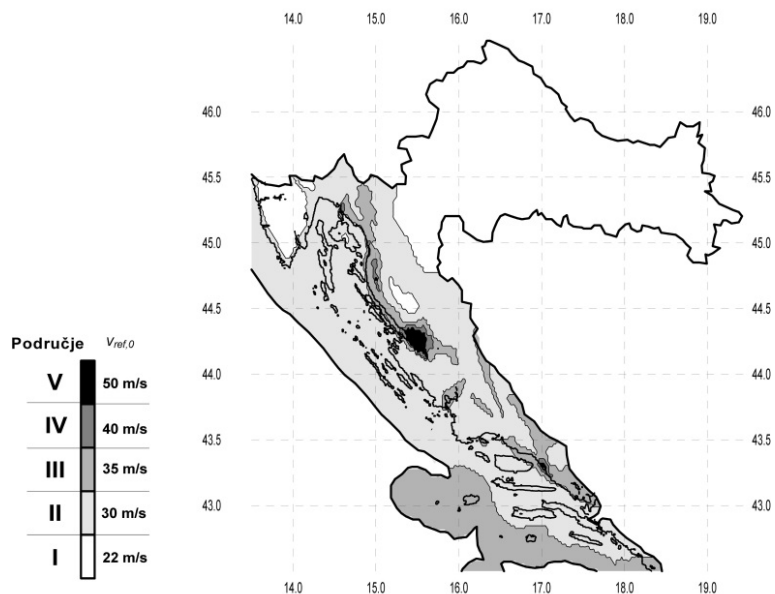 14.0 15.0 16.0 17.0 18.0 19.0
46.0 46.0
45.5 45.5
45.0 45.0
44.5 44.5
44.0 44.0
43.5 43.5
43.0 43.0
14.0 15.0 16.0 17.0 18.0 19.0
Područje Vref,0
V 50 m/s
IV 40 m/s
III 35 m/s
II 30 m/s
I 22 m/s